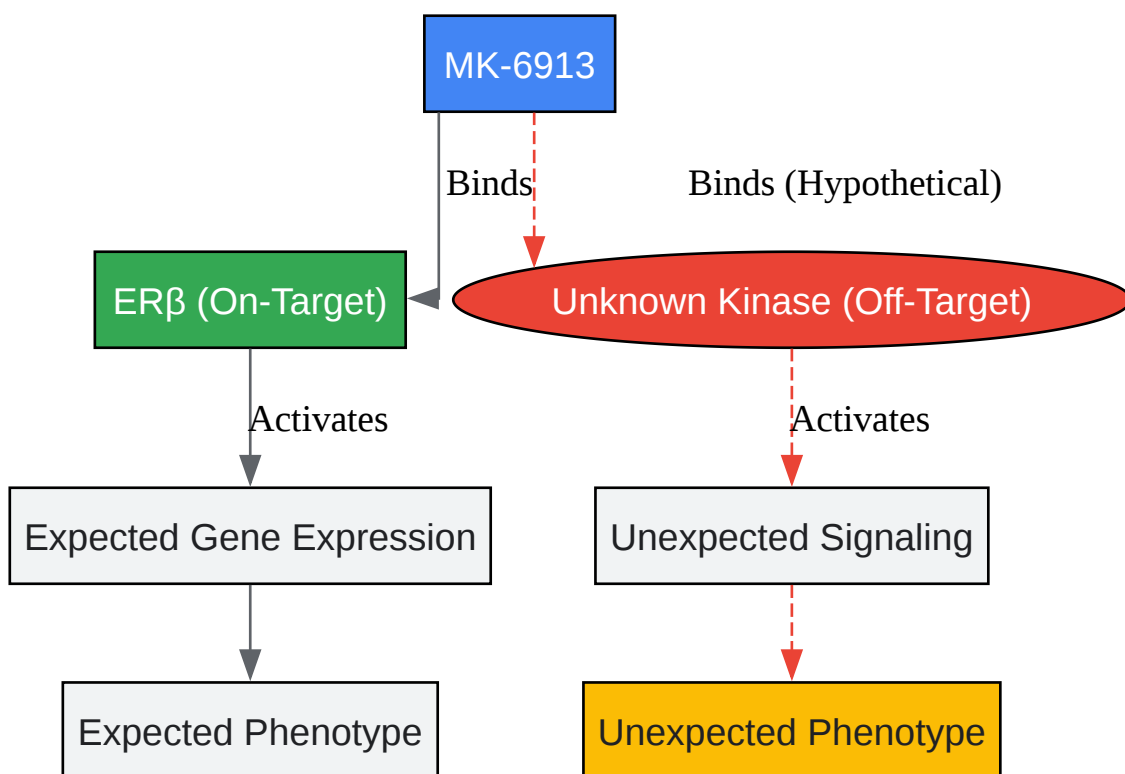 MK-6913
Binds
Binds (Hypothetical)
ERβ (On-Target)
Unknown Kinase (Off-Target)
Activates
Activates
Expected Gene Expression
Unexpected Signaling
Expected Phenotype
Unexpected Phenotype